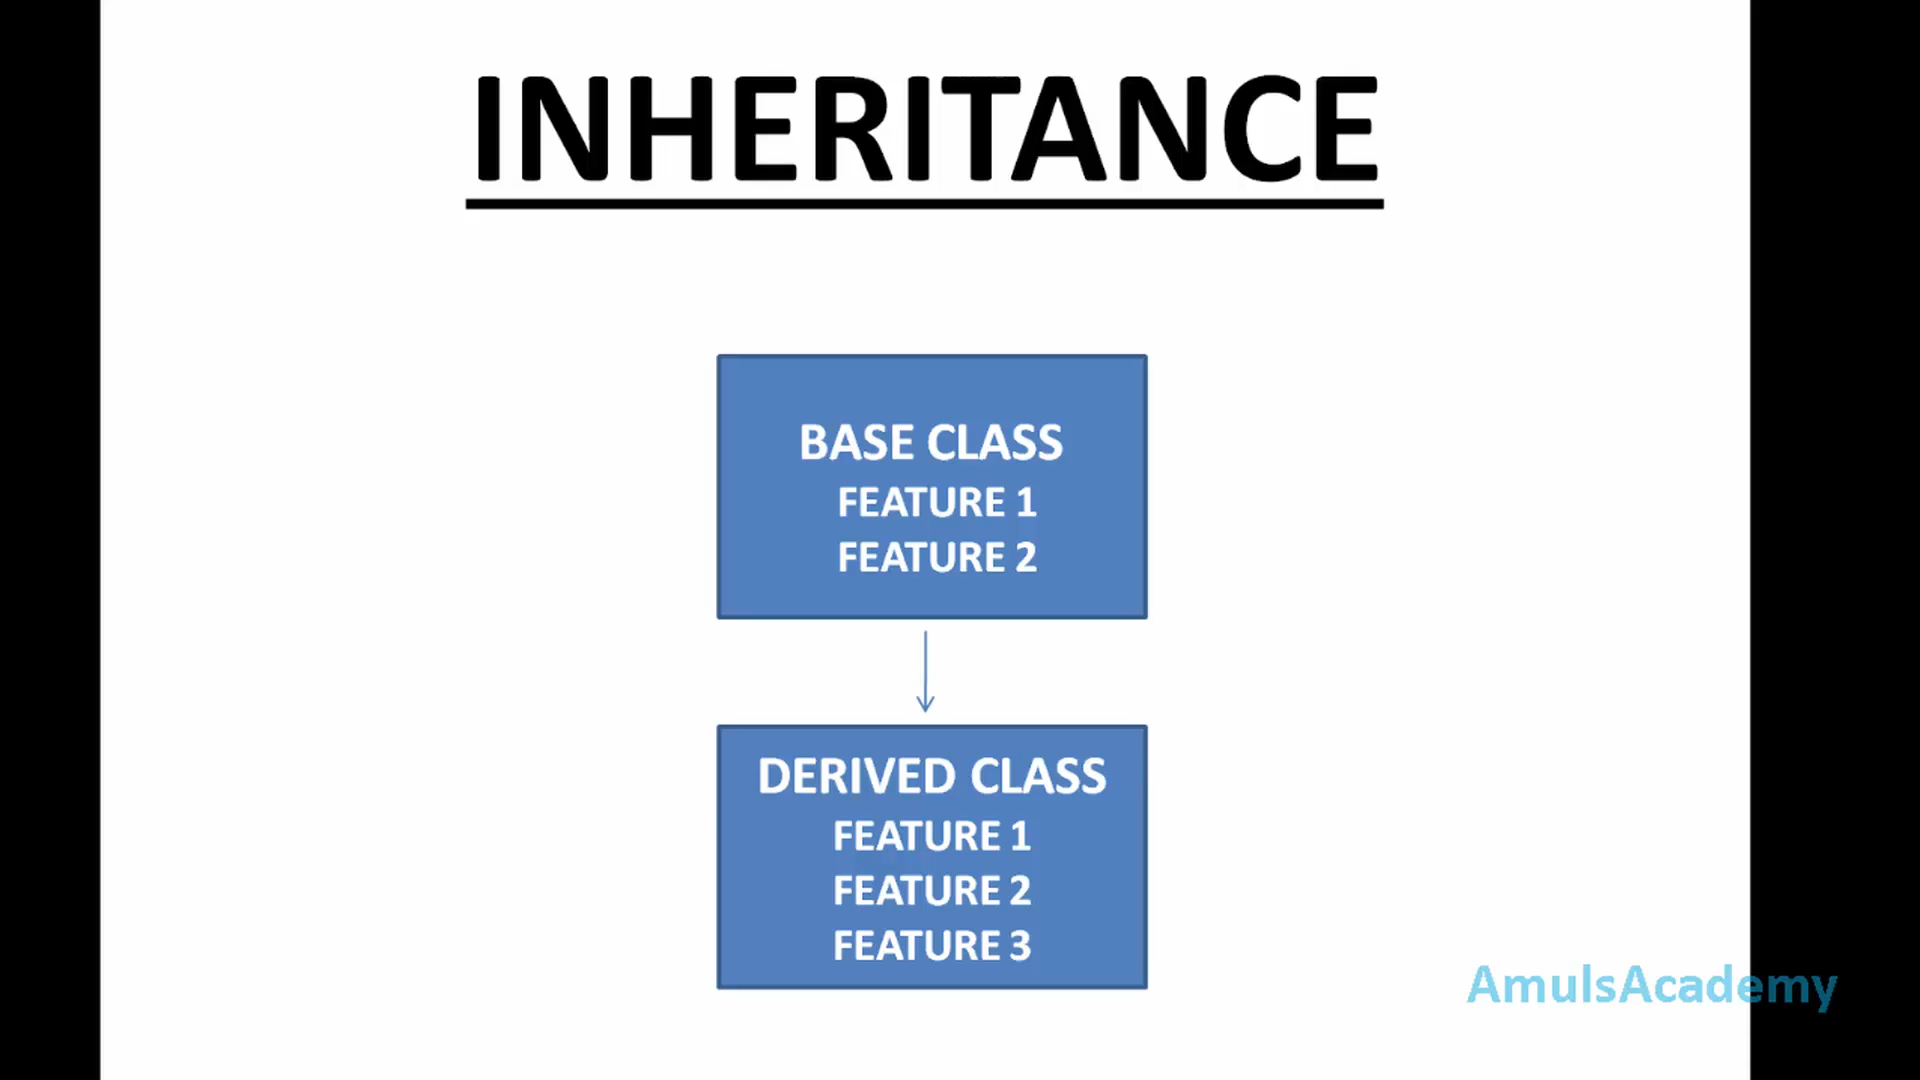 INHERITANCE
BASE CLASS
FEATURE 1
FEATURE 2
DERIVED CLASS
FEATURE 1
FEATURE 2
FEATURE 3
AmulsAcademy